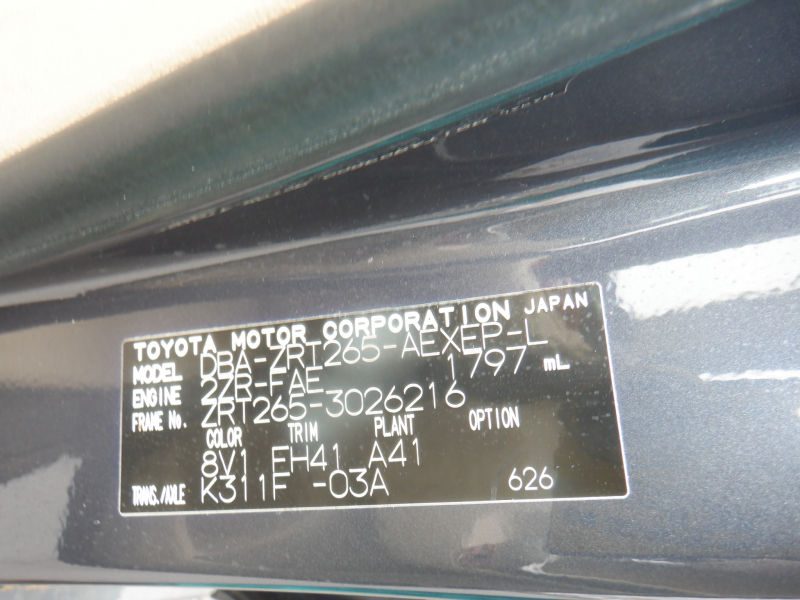 TOYOTA MOTOR CORPORATION JAPAN
MODEL DBA-ZRT265-AEXEP-L
ENGINE 2ZR-FAE 1797 mL
FRAME No. ZRT265-3026216
COLOR TRIM PLANT OPTION
8V1 EH41 A41
TRANS./AXLE K311F -03A 626